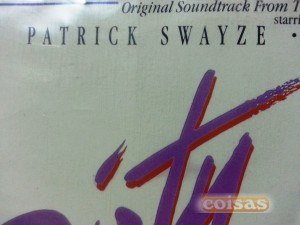 Original Soundtrack From T
starri
PATRICK SWAYZE •
coisas